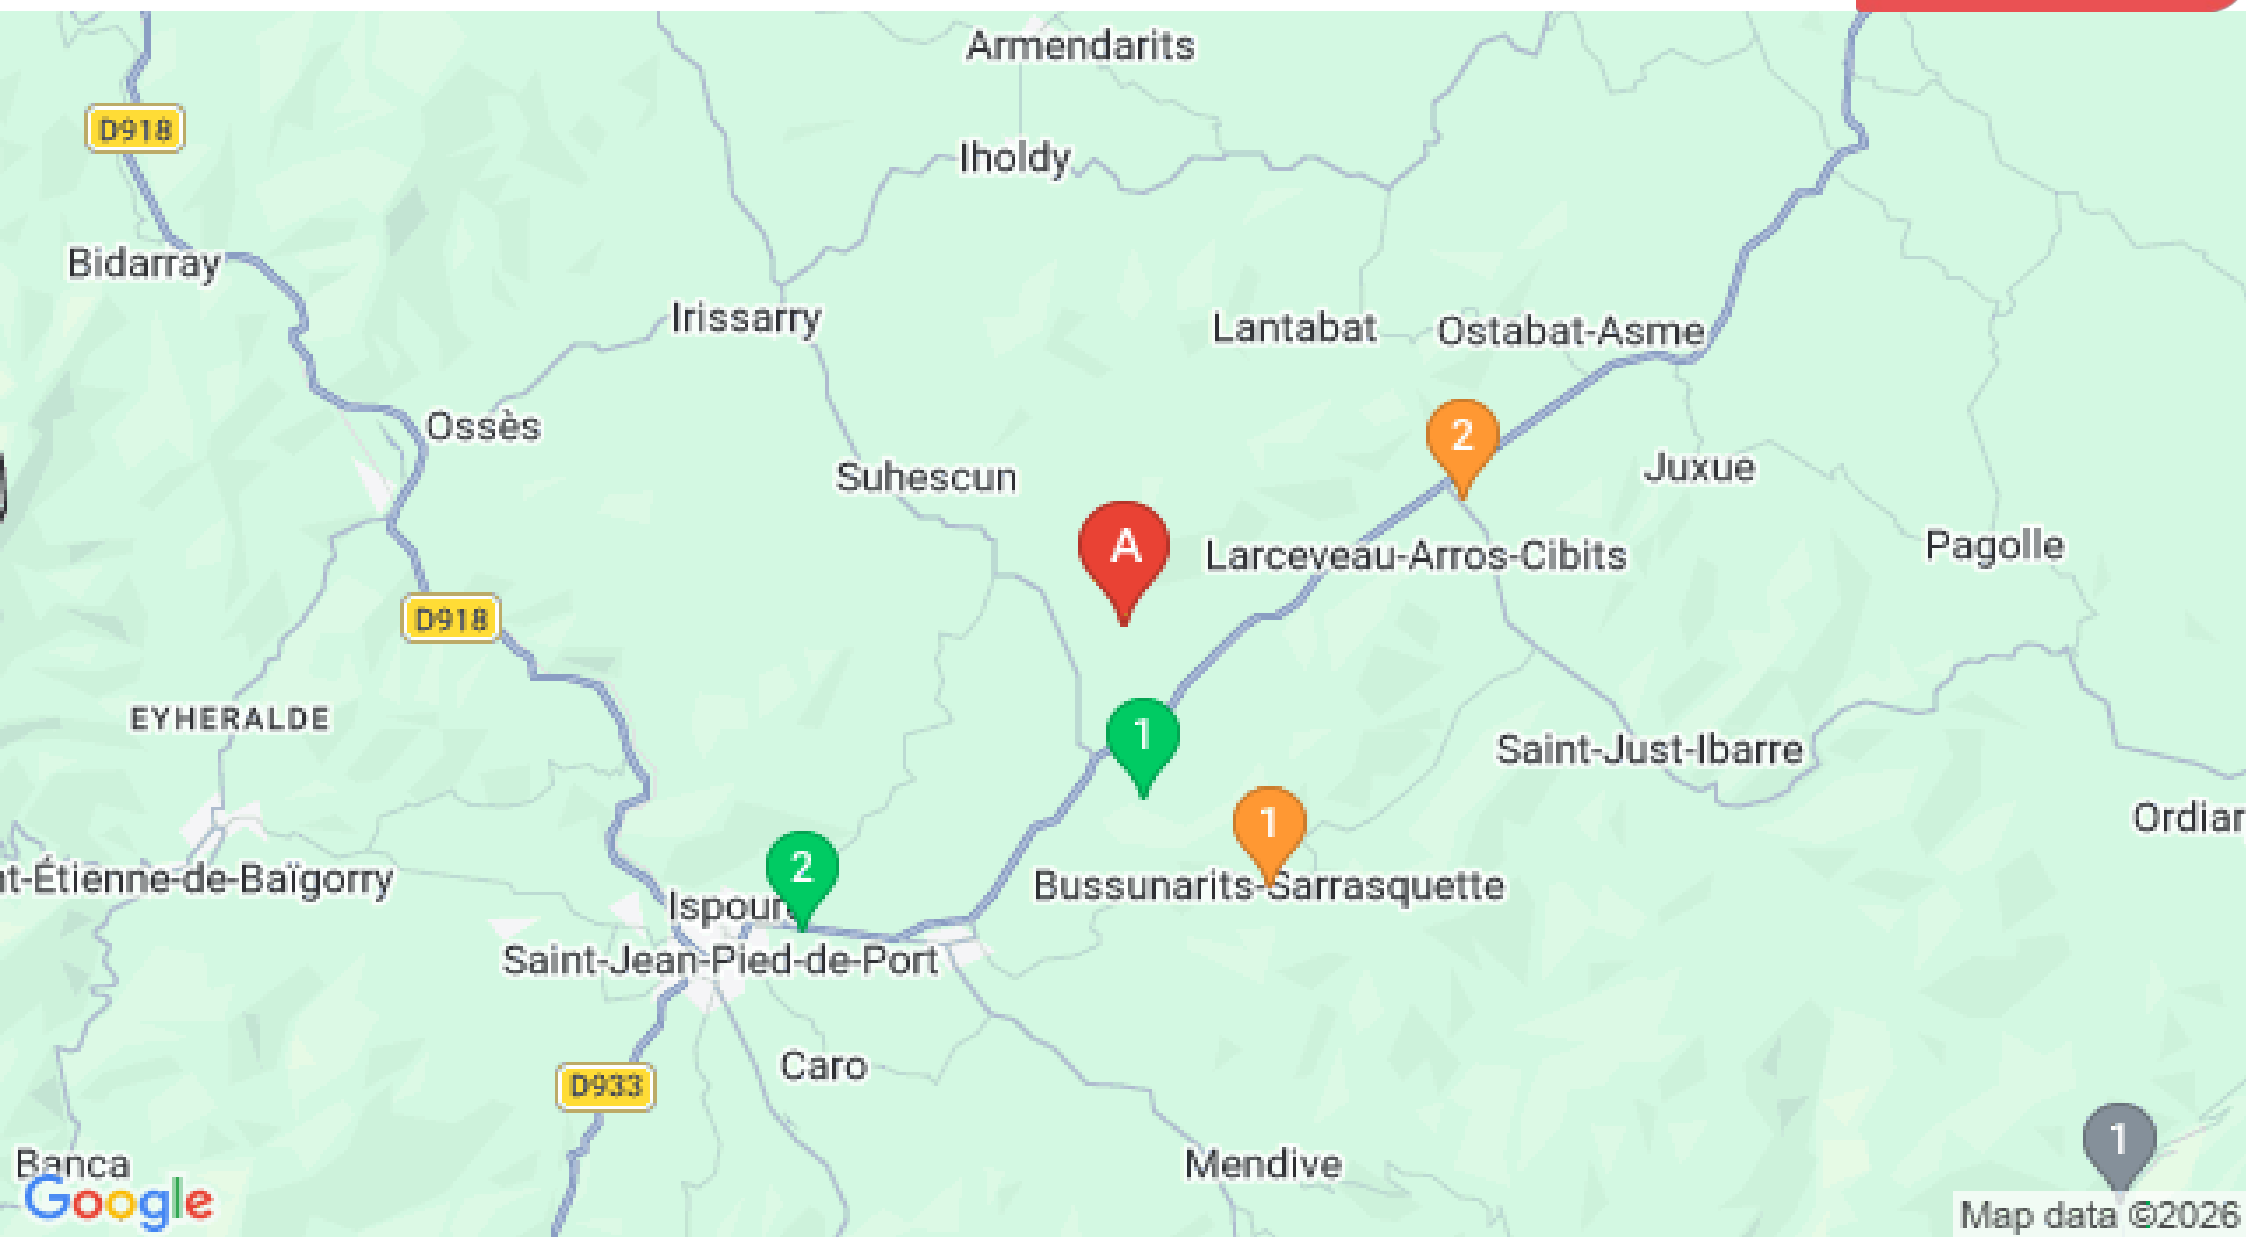 Armendarits
D918
Iholdy
Bidarray
Irissarry
Lantabat
Ostabat-Asme
Ossès
2
Juxue
Suhescun
A
Larceveau-Arros-Cibits
Pagolle
D918
EYHERALDE
1
Saint-Just-Ibarre
1
Ordiar
2
nt-Étienne-de-Baïgorry
Bussunarits-Sarrasquette
Ispour
Saint-Jean-Pied-de-Port
Caro
D933
1
Banca
Mendive
Google
Map data ©2026